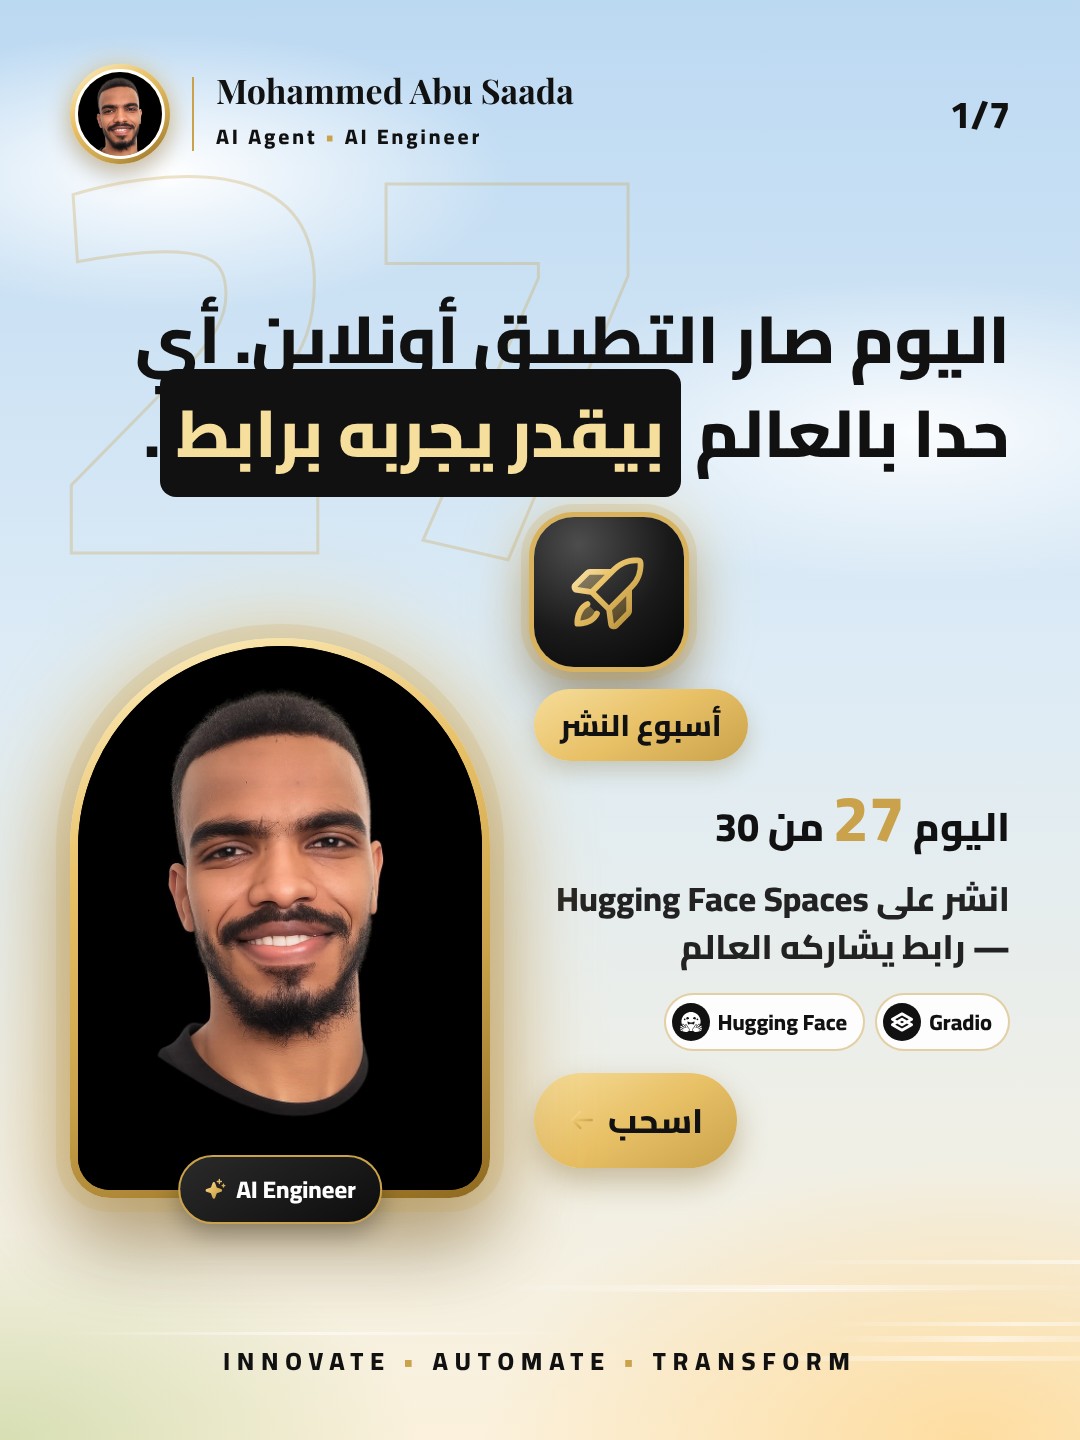 Mohammed Abu Saada
AI Agent ▪ AI Engineer
1/7
27
اليوم صار التطبيق أونلاين. أي
حدا بالعالم بيقدر يجربه برابط.
أسبوع النشر
اليوم 27 من 30
انشر على Hugging Face Spaces
— رابط يشاركه العالم
Gradio
Hugging Face
اسحب ←
AI Engineer
INNOVATE ▪ AUTOMATE ▪ TRANSFORM